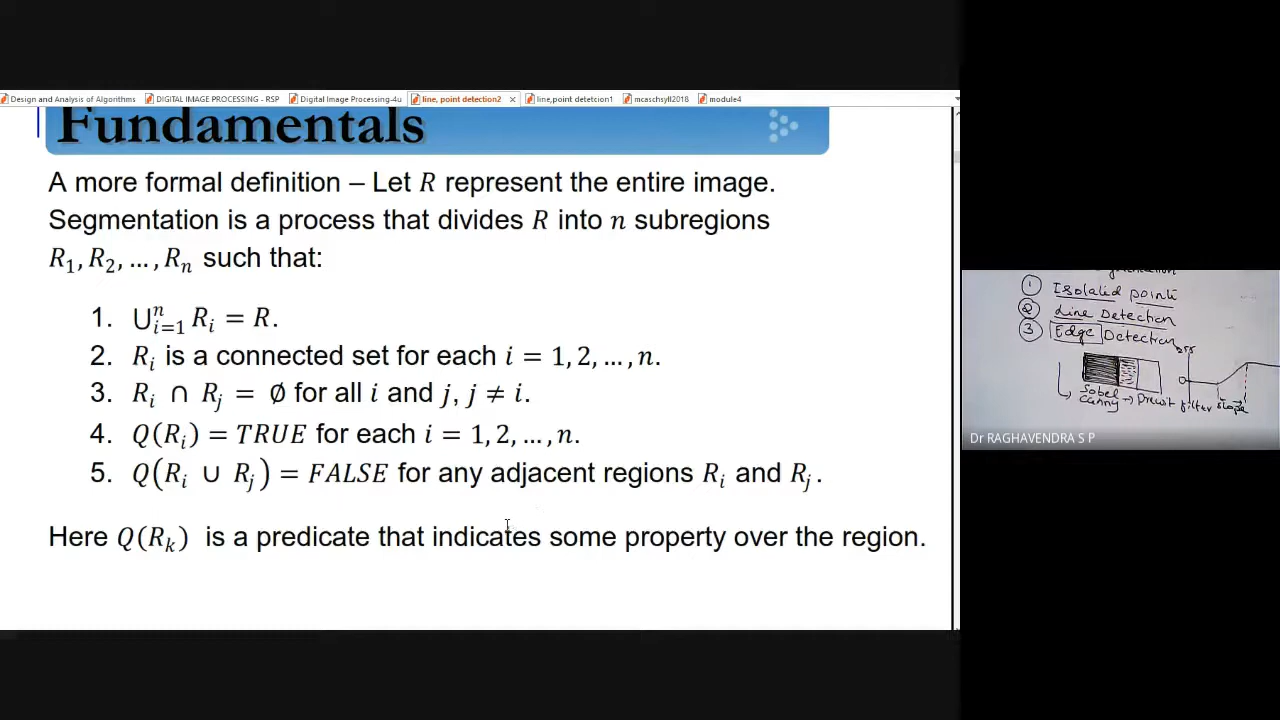 Design and Analysis of Algorithms
DIGITAL IMAGE PROCESSING - RSP
Digital Image Processing-4u
line, point detection2
line,point detetcion1
mcaschsyll2018
module4
Fundamentals
A more formal definition – Let R represent the entire image.
Segmentation is a process that divides R into n subregions
R₁, R₂, …, Rₙ such that:
1. ⋃ⁿᵢ₌₁ Rᵢ = R.
2. Rᵢ is a connected set for each i = 1, 2, …, n.
3. Rᵢ ∩ Rⱼ = ∅ for all i and j, j ≠ i.
4. Q(Rᵢ) = TRUE for each i = 1, 2, …, n.
5. Q(Rᵢ ∪ Rⱼ) = FALSE for any adjacent regions Rᵢ and Rⱼ.
Here Q(Rₖ) is a predicate that indicates some property over the region.
1 Isolated points
2 Line Detection
3 Edge Detection
255
Sobel
canny → Prewit filter slope
Dr RAGHAVENDRA S P